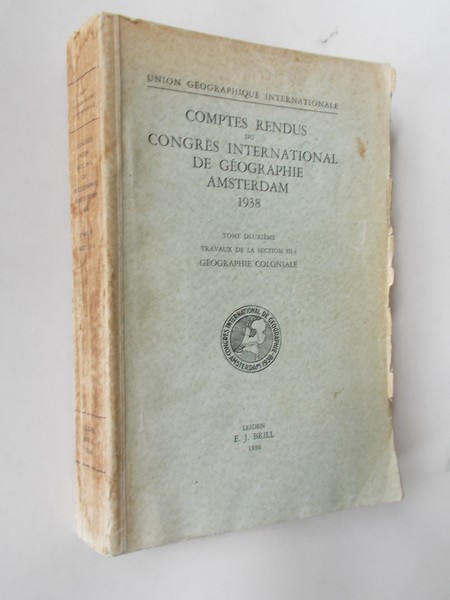 UNION GÉOGRAPHIQUE INTERNATIONALE
COMPTES RENDUS
DU
CONGRÈS INTERNATIONAL
DE GÉOGRAPHIE
AMSTERDAM
1938
TOME DEUXIÈME
TRAVAUX DE LA SECTION III
GÉOGRAPHIE COLONIALE
CONGRÈS INTERNATIONAL DE GÉOGRAPHIE
AMSTERDAM 1938
LEIDEN
E. J. BRILL
1938